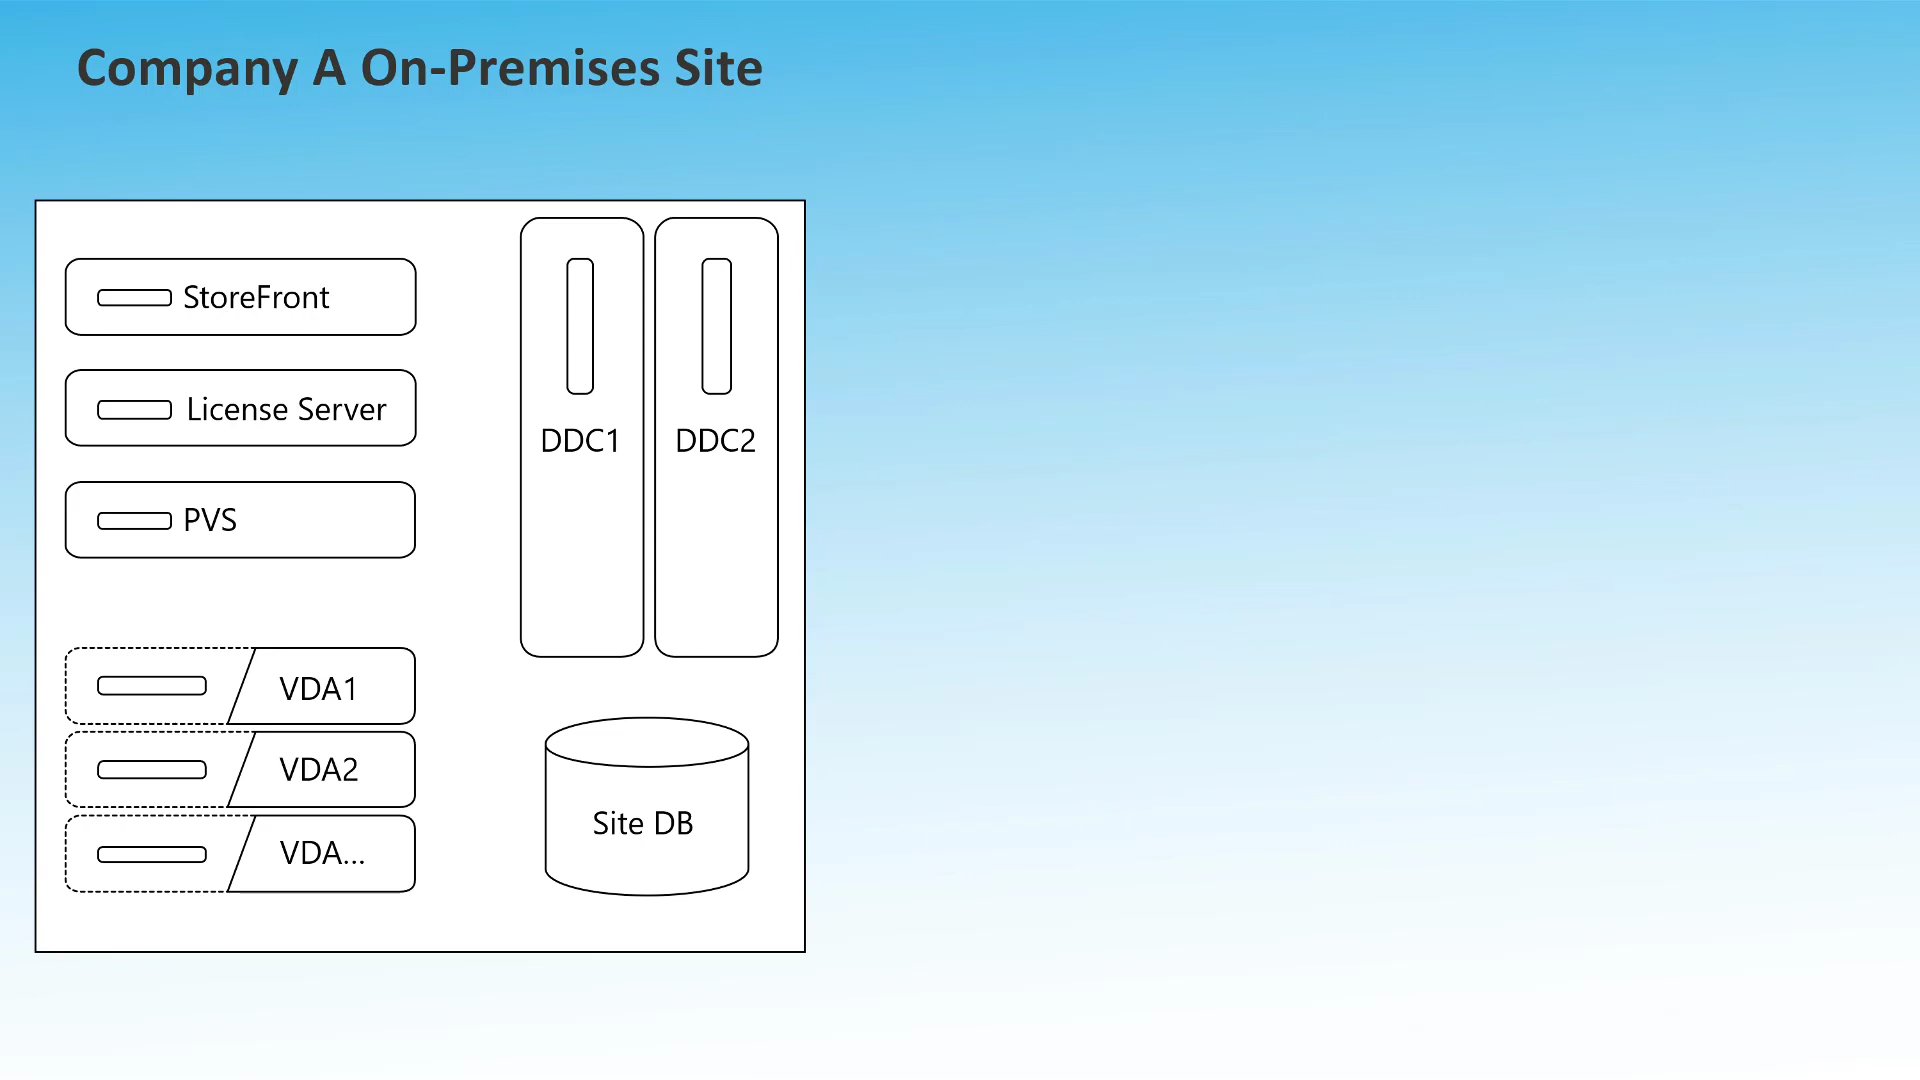 Company A On-Premises Site
StoreFront
License Server
PVS
VDA1
VDA2
VDA...
DDC1
DDC2
Site DB